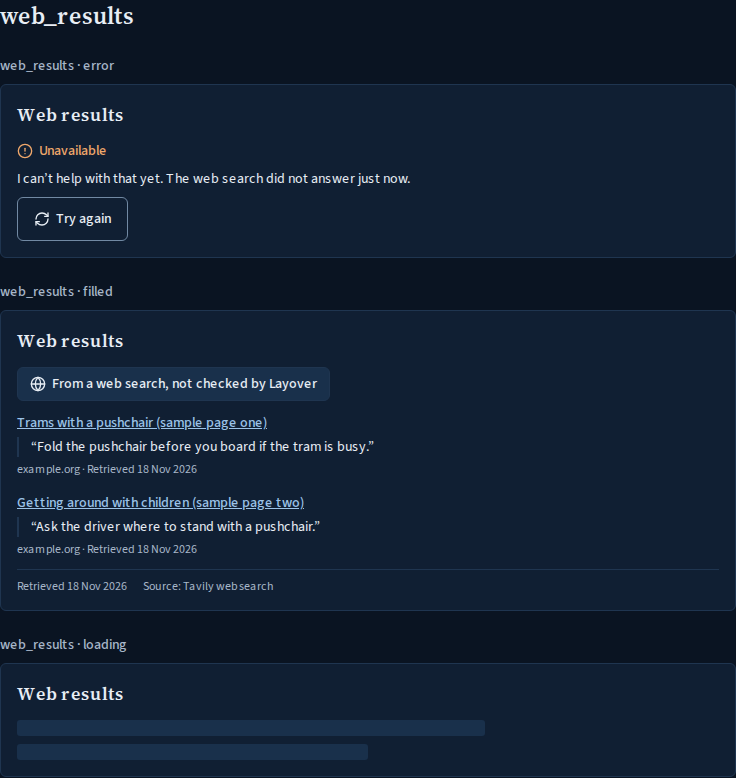 web_results
web_results · error
Web results
Unavailable
I can’t help with that yet. The web search did not answer just now.
Try again
web_results · filled
Web results
From a web search, not checked by Layover
Trams with a pushchair (sample page one)
“Fold the pushchair before you board if the tram is busy.”
example.org · Retrieved 18 Nov 2026
Getting around with children (sample page two)
“Ask the driver where to stand with a pushchair.”
example.org · Retrieved 18 Nov 2026
Retrieved 18 Nov 2026 Source: Tavily web search
web_results · loading
Web results